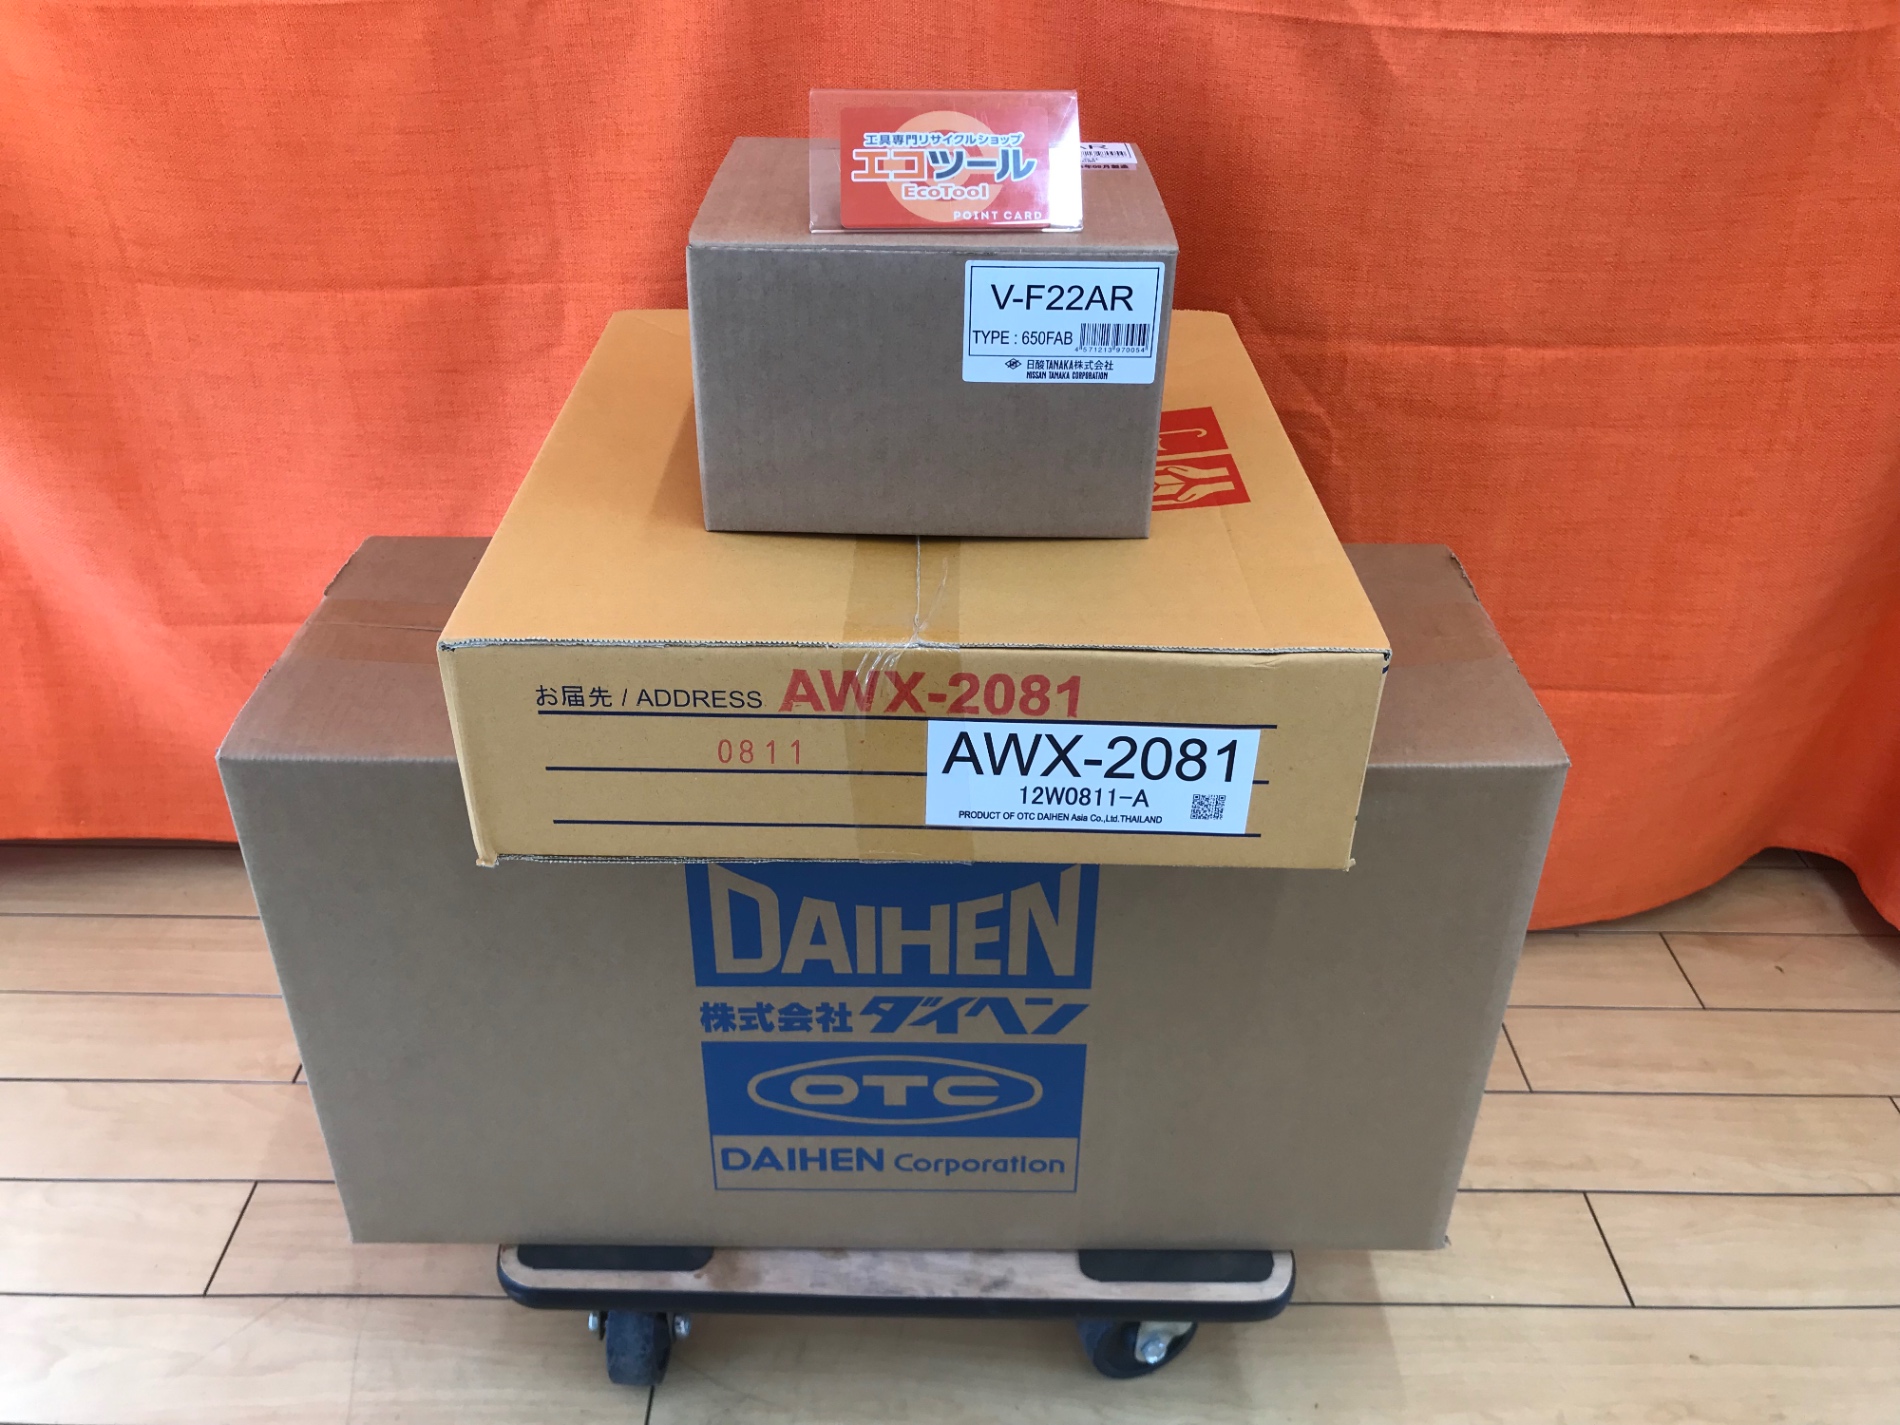 工具専門リサイクルショップ
エコツール
EcoTool
POINT CARD
AR
V-F22AR
TYPE : 650FAB
4571213970054
日酸TANAKA株式会社
NISSAN TANAKA CORPORATION
お届先 / ADDRESS AWX-2081
0811
AWX-2081
12W0811-A
PRODUCT OF OTC DAIHEN Asia Co.,Ltd.THAILAND
DAIHEN
株式会社ダイヘン
OTC
DAIHEN Corporation